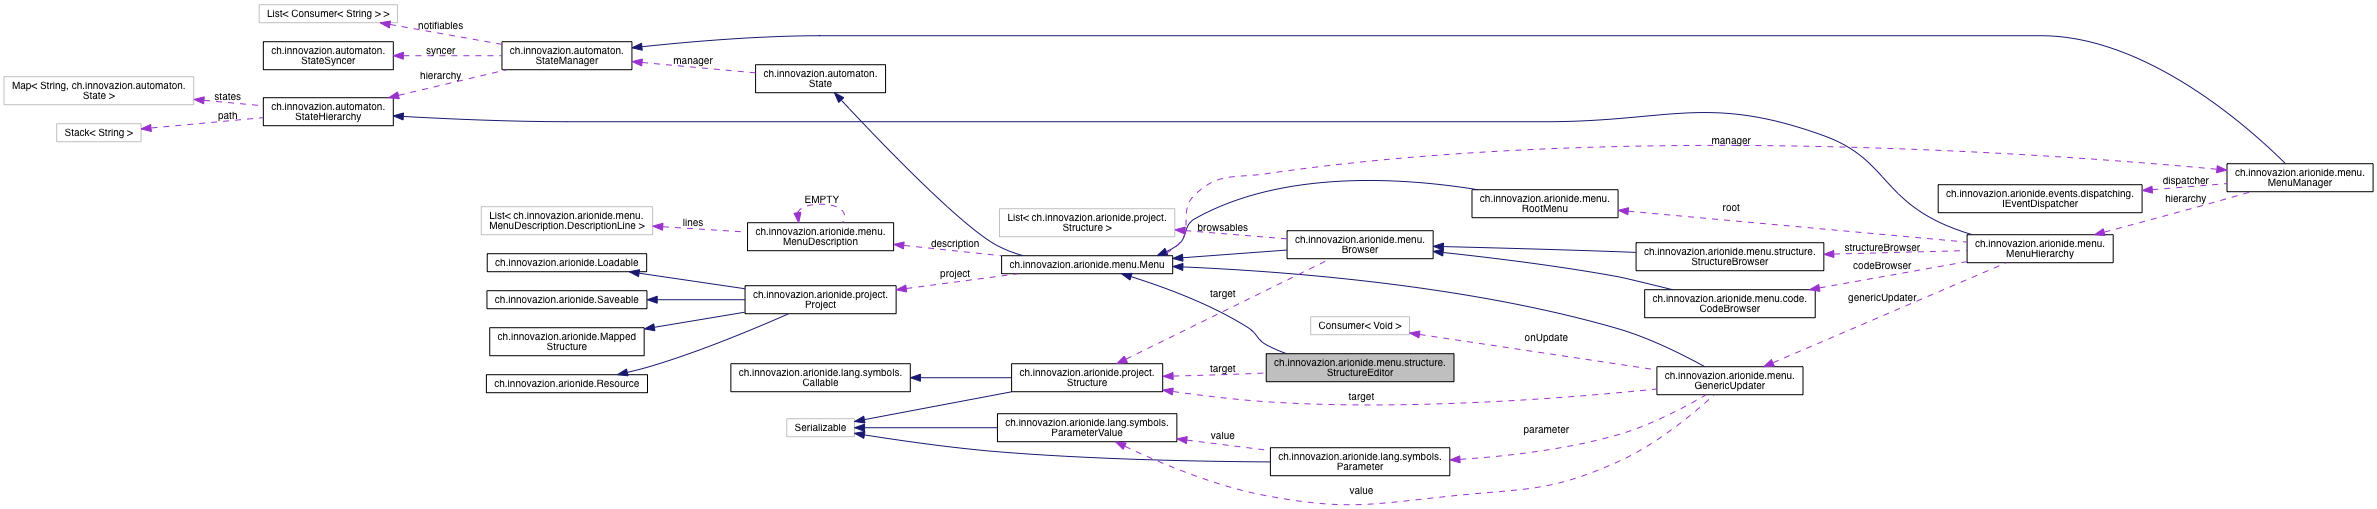 List< Consumer< String > >
notifiables
ch.innovazion.automaton.
StateSyncer
syncer
ch.innovazion.automaton.
StateManager
hierarchy
manager
ch.innovazion.automaton.
State
Map< String, ch.innovazion.automaton.
State >
states
ch.innovazion.automaton.
StateHierarchy
path
Stack< String >
manager
ch.innovazion.arionide.menu.
MenuManager
dispatcher
ch.innovazion.arionide.events.dispatching.
IEventDispatcher
hierarchy
ch.innovazion.arionide.menu.
RootMenu
root
EMPTY
List< ch.innovazion.arionide.menu.
MenuDescription.DescriptionLine >
lines
ch.innovazion.arionide.menu.
MenuDescription
description
List< ch.innovazion.arionide.project.
Structure >
browsables
ch.innovazion.arionide.menu.
Browser
ch.innovazion.arionide.menu.structure.
StructureBrowser
structureBrowser
ch.innovazion.arionide.menu.
MenuHierarchy
codeBrowser
ch.innovazion.arionide.Loadable
ch.innovazion.arionide.menu.Menu
project
ch.innovazion.arionide.Saveable
ch.innovazion.arionide.project.
Project
target
ch.innovazion.arionide.menu.code.
CodeBrowser
genericUpdater
ch.innovazion.arionide.Mapped
Structure
Consumer< Void >
onUpdate
ch.innovazion.arionide.Resource
ch.innovazion.arionide.lang.symbols.
Callable
ch.innovazion.arionide.project.
Structure
target
ch.innovazion.arionide.menu.structure.
StructureEditor
target
ch.innovazion.arionide.menu.
GenericUpdater
Serializable
ch.innovazion.arionide.lang.symbols.
ParameterValue
value
ch.innovazion.arionide.lang.symbols.
Parameter
parameter
value